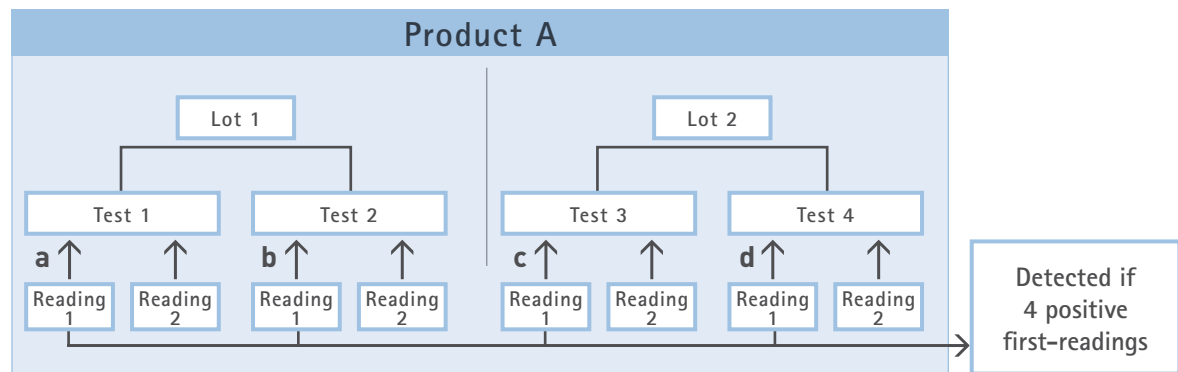 Product A
Lot 1
Lot 2
Test 1
Test 2
Test 3
Test 4
a
b
c
d
Reading
1
Reading
2
Reading
1
Reading
2
Reading
1
Reading
2
Reading
1
Reading
2
Detected if
4 positive
first-readings